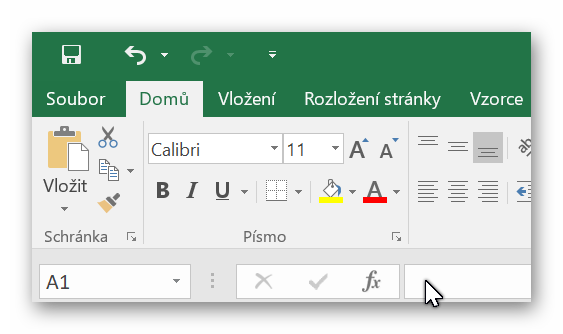 Soubor Domů Vložení Rozložení stránky Vzorce
Calibri 11 A A
Vložit B I U A
Schránka Písmo
A1 fx